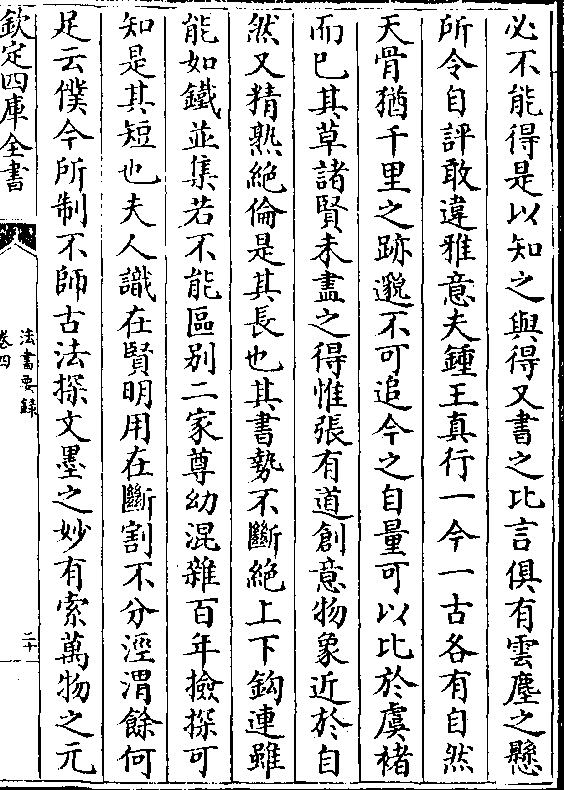 必不能得是以知之與得又書之比言俱有雲塵之懸
所令自評敢違雅意夫鍾王真行一今一古各有自然
天骨猶千里之跡邈不可追今之自量可以比於虞褚
而已其草諸賢未盡之得惟張有道創意物象近於自
然又精熟絕倫是其長也其書勢不斷絕上下鈎連雖
能如鐵並集若不能區别二家尊幼混雜百年撿探可
知是其短也夫人識在賢明用在斷割不分涇渭餘何
足云僕今所制不師古法探文墨之妙有索萬物之元
欽定四庫全書
法書要錄
卷四
二十